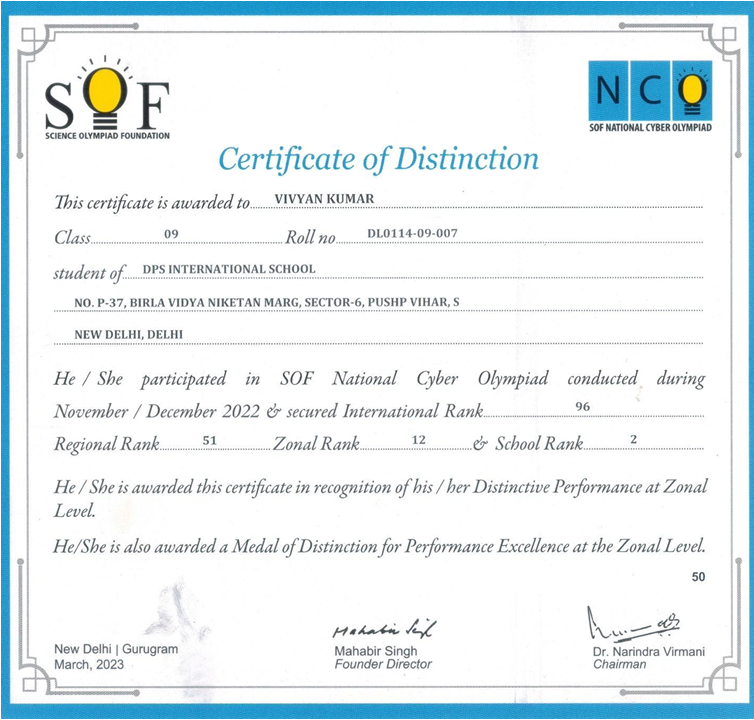 SOF
SCIENCE OLYMPIAD FOUNDATION
NCO
SOF NATIONAL CYBER OLYMPIAD
Certificate of Distinction
This certificate is awarded to VIVYAN KUMAR
Class 09 Roll no DL0114-09-007
student of DPS INTERNATIONAL SCHOOL
NO. P-37, BIRLA VIDYA NIKETAN MARG, SECTOR-6, PUSHP VIHAR, S
NEW DELHI, DELHI
He / She participated in SOF National Cyber Olympiad conducted during
November / December 2022 & secured International Rank 96
Regional Rank 51 Zonal Rank 12 & School Rank 2
He / She is awarded this certificate in recognition of his / her Distinctive Performance at Zonal
Level.
He/She is also awarded a Medal of Distinction for Performance Excellence at the Zonal Level.
50
Mahabir Singh
New Delhi | Gurugram
March, 2023
Mahabir Singh
Founder Director
Dr. Narindra Virmani
Chairman